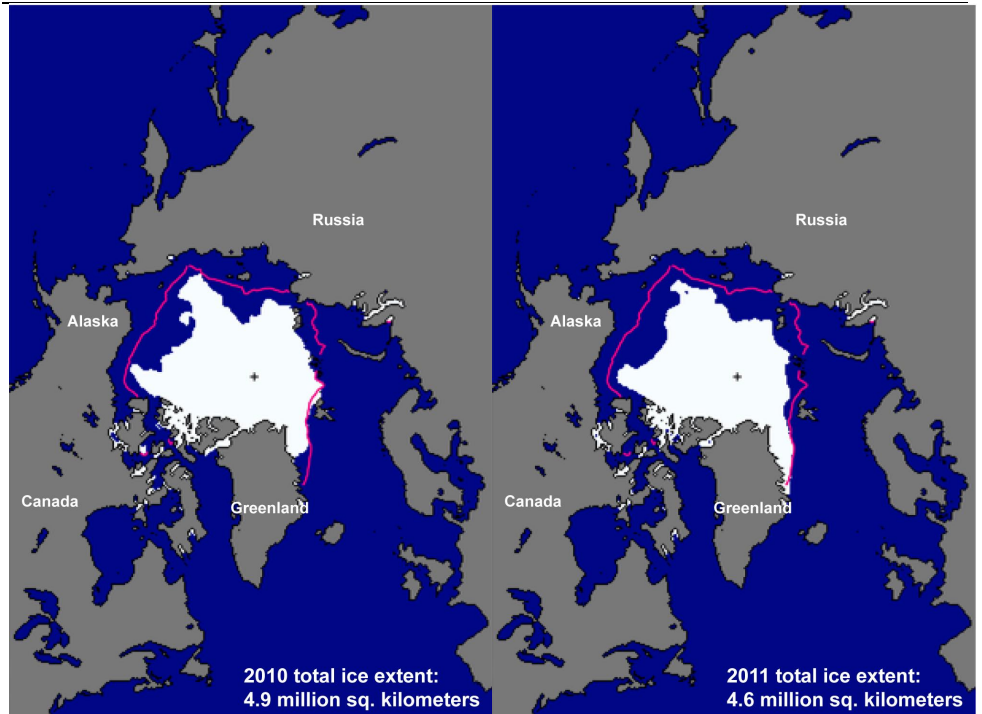 Russia
Alaska
Canada
Greenland
2010 total ice extent:
4.9 million sq. kilometers
Russia
Alaska
Canada
Greenland
2011 total ice extent:
4.6 million sq. kilometers